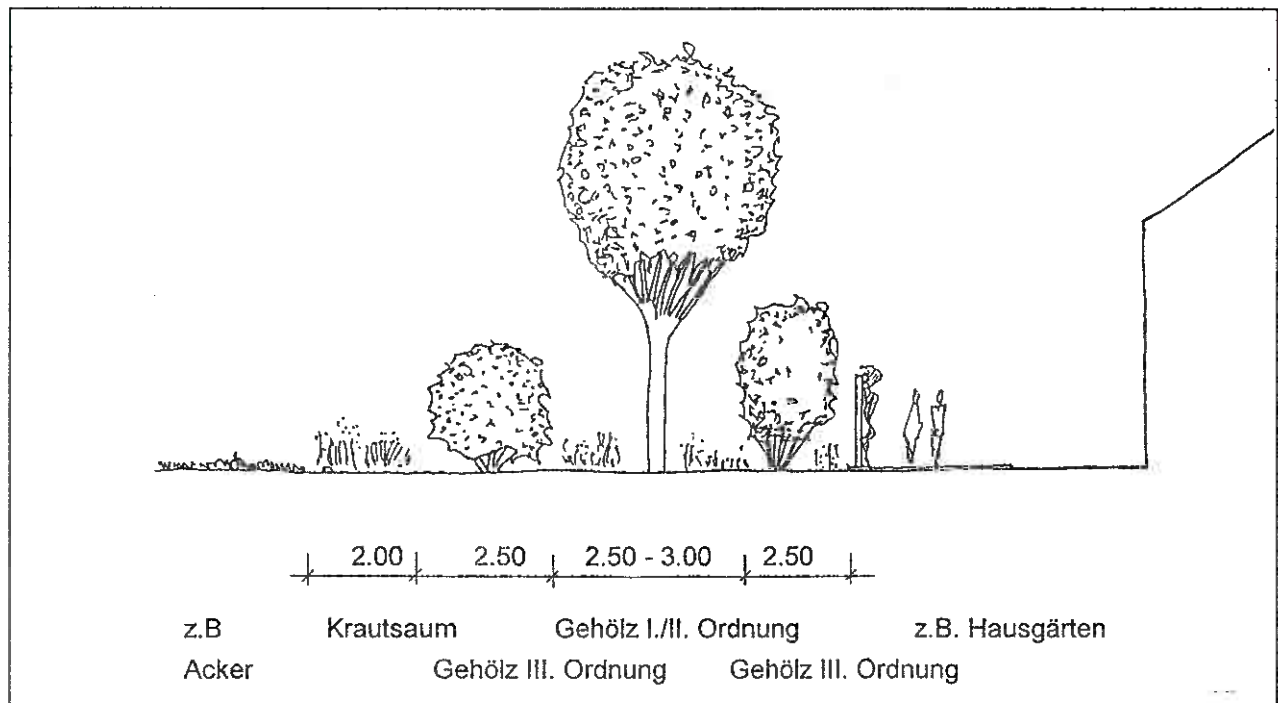 2.00 2.50 2.50 - 3.00 2.50
z.B Krautsaum Gehölz I./II. Ordnung z.B. Hausgärten
Acker Gehölz III. Ordnung Gehölz III. Ordnung